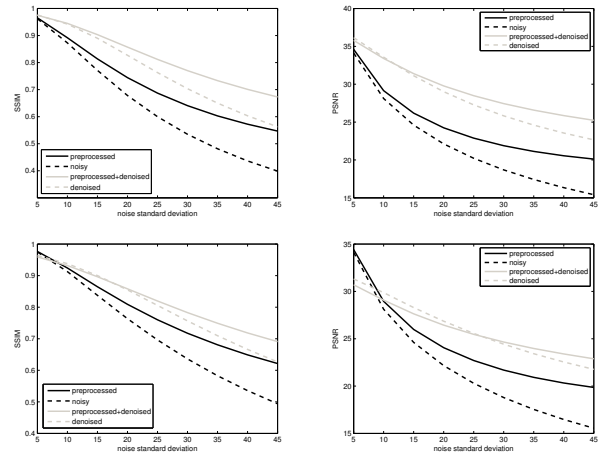 1
0.9
0.8
0.7
0.6
0.5
0.4
SSIM
preprocessed
noisy
preprocessed+denoised
denoised
5 10 15 20 25 30 35 40 45
noise standard deviation
40
35
30
25
20
15
PSNR
preprocessed
noisy
preprocessed+denoised
denoised
5 10 15 20 25 30 35 40 45
noise standard deviation
1
0.9
0.8
0.7
0.6
0.5
0.4
SSIM
preprocessed
noisy
preprocessed+denoised
denoised
5 10 15 20 25 30 35 40 45
noise standard deviation
35
30
25
20
15
PSNR
preprocessed
noisy
preprocessed+denoised
denoised
5 10 15 20 25 30 35 40 45
noise standard deviation